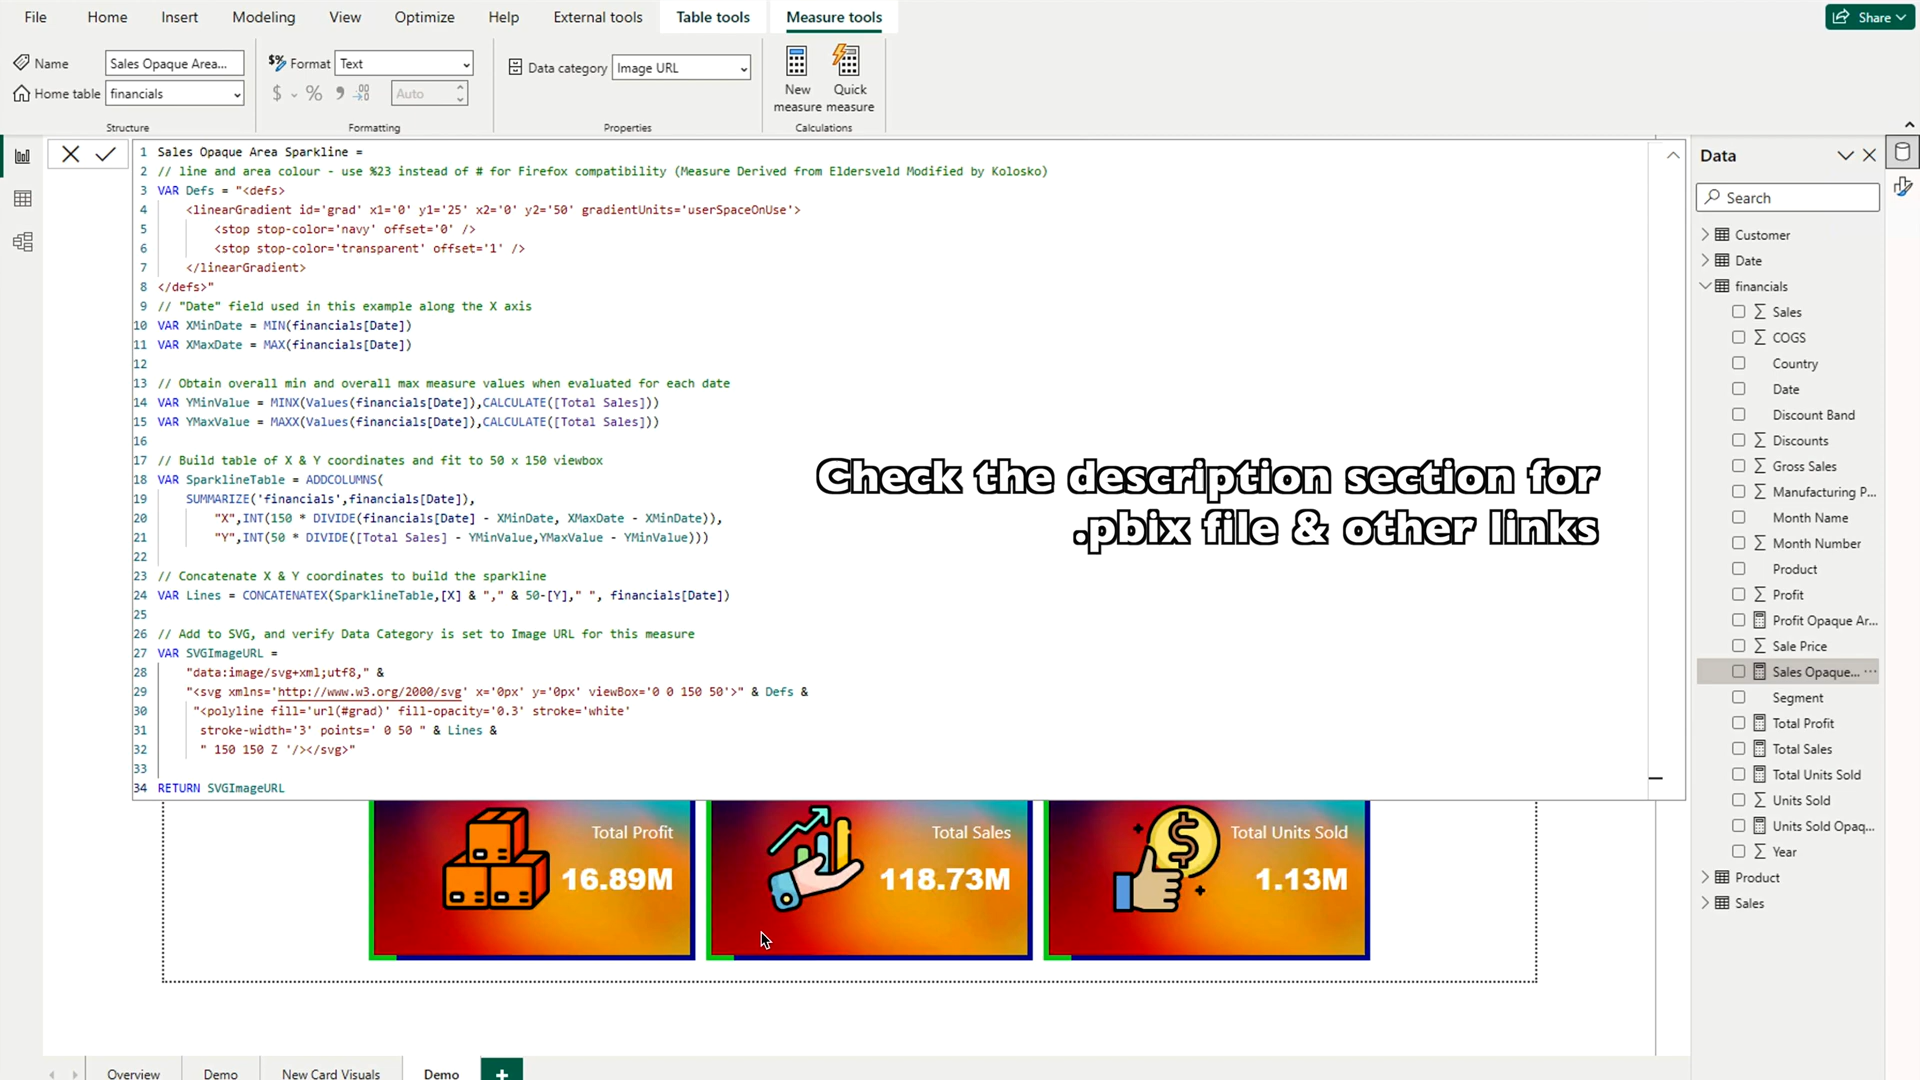 File Home Insert Modeling View Optimize Help External tools Table tools Measure tools Share
Name Sales Opaque Area... $% Format Text Data category Image URL New measure Quick measure
Home table financials $ % 9 .00 Auto
Structure Formatting Properties Calculations
1 Sales Opaque Area Sparkline =
2 // line and area colour - use %23 instead of # for Firefox compatibility (Measure Derived from Eldersveld Modified by Kolosko)
3 VAR Defs = "<defs>
4 <linearGradient id='grad' x1='0' y1='25' x2='0' y2='50' gradientUnits='userSpaceOnUse'>
5 <stop stop-color='navy' offset='0' />
6 <stop stop-color='transparent' offset='1' />
7 </linearGradient>
8 </defs>"
9 // "Date" field used in this example along the X axis
10 VAR XMinDate = MIN(financials[Date])
11 VAR XMaxDate = MAX(financials[Date])
12
13 // Obtain overall min and overall max measure values when evaluated for each date
14 VAR YMinValue = MINX(Values(financials[Date]),CALCULATE([Total Sales]))
15 VAR YMaxValue = MAXX(Values(financials[Date]),CALCULATE([Total Sales]))
16
17 // Build table of X & Y coordinates and fit to 50 x 150 viewbox
18 VAR SparklineTable = ADDCOLUMNS(
19 SUMMARIZE('financials',financials[Date]),
20 "X",INT(150 * DIVIDE(financials[Date] - XMinDate, XMaxDate - XMinDate)),
21 "Y",INT(50 * DIVIDE([Total Sales] - YMinValue,YMaxValue - YMinValue)))
22
23 // Concatenate X & Y coordinates to build the sparkline
24 VAR Lines = CONCATENATEX(SparklineTable,[X] & "," & 50-[Y]," ", financials[Date])
25
26 // Add to SVG, and verify Data Category is set to Image URL for this measure
27 VAR SVGImageURL =
28 "data:image/svg+xml;utf8," &
29 "<svg xmlns='http://www.w3.org/2000/svg' x='0px' y='0px' viewBox='0 0 150 50'>" & Defs &
30 "<polyline fill='url(#grad)' fill-opacity='0.3' stroke='white'
31 stroke-width='3' points=' 0 50 " & Lines &
32 " 150 150 Z '/></svg>"
33
34 RETURN SVGImageURL
Check the description section for
.pbix file & other links
Total Profit
16.89M
Total Sales
118.73M
$
Total Units Sold
1.13M
Data
Search
Customer
Date
financials
Sales
COGS
Country
Date
Discount Band
Discounts
Gross Sales
Manufacturing P...
Month Name
Month Number
Product
Profit
Profit Opaque Ar...
Sale Price
Sales Opaque... ...
Segment
Total Profit
Total Sales
Total Units Sold
Units Sold
Units Sold Opaq...
Year
Product
Sales
Overview Demo New Card Visuals Demo +